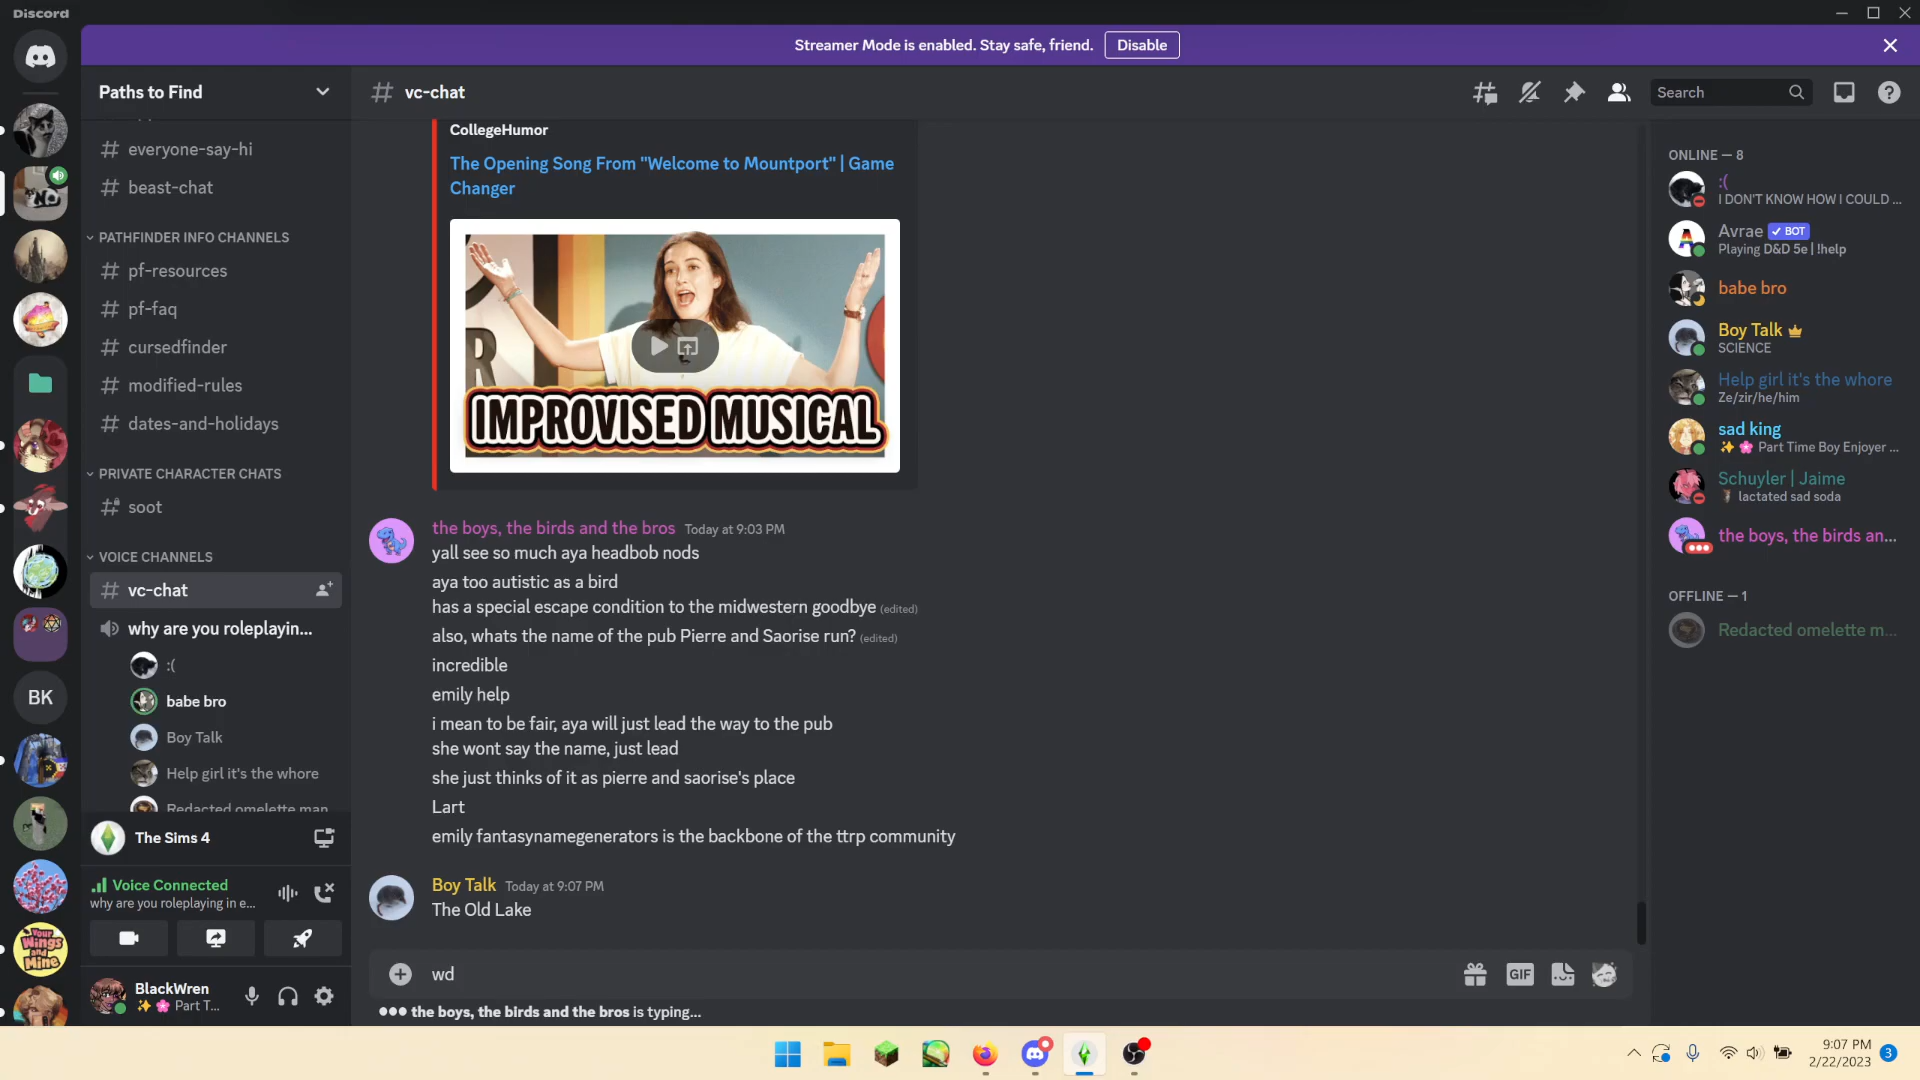 Discord
Streamer Mode is enabled. Stay safe, friend.
Disable
Paths to Find
vc-chat
Search
everyone-say-hi
beast-chat
PATHFINDER INFO CHANNELS
pf-resources
pf-faq
cursedfinder
modified-rules
dates-and-holidays
PRIVATE CHARACTER CHATS
soot
VOICE CHANNELS
vc-chat
why are you roleplayin...
:(
babe bro
Boy Talk
Help girl it's the whore
Redacted omelette man
The Sims 4
Voice Connected
why are you roleplaying in e...
BlackWren
✨🌸 Part T...
BK
Your
Wings
and
Mine
CollegeHumor
The Opening Song From "Welcome to Mountport" | Game
Changer
IMPROVISED MUSICAL
the boys, the birds and the bros Today at 9:03 PM
yall see so much aya headbob nods
aya too autistic as a bird
has a special escape condition to the midwestern goodbye (edited)
also, whats the name of the pub Pierre and Saorise run? (edited)
incredible
emily help
i mean to be fair, aya will just lead the way to the pub
she wont say the name, just lead
she just thinks of it as pierre and saorise's place
Lart
emily fantasynamegenerators is the backbone of the ttrp community
Boy Talk Today at 9:07 PM
The Old Lake
wd
GIF
the boys, the birds and the bros is typing...
ONLINE — 8
:(
I DON'T KNOW HOW I COULD ...
Avrae ✓ BOT
Playing D&D 5e | !help
babe bro
Boy Talk
SCIENCE
Help girl it's the whore
Ze/zir/he/him
sad king
✨🌸 Part Time Boy Enjoyer ...
Schuyler | Jaime
lactated sad soda
the boys, the birds an...
OFFLINE — 1
Redacted omelette m...
9:07 PM
2/22/2023
3